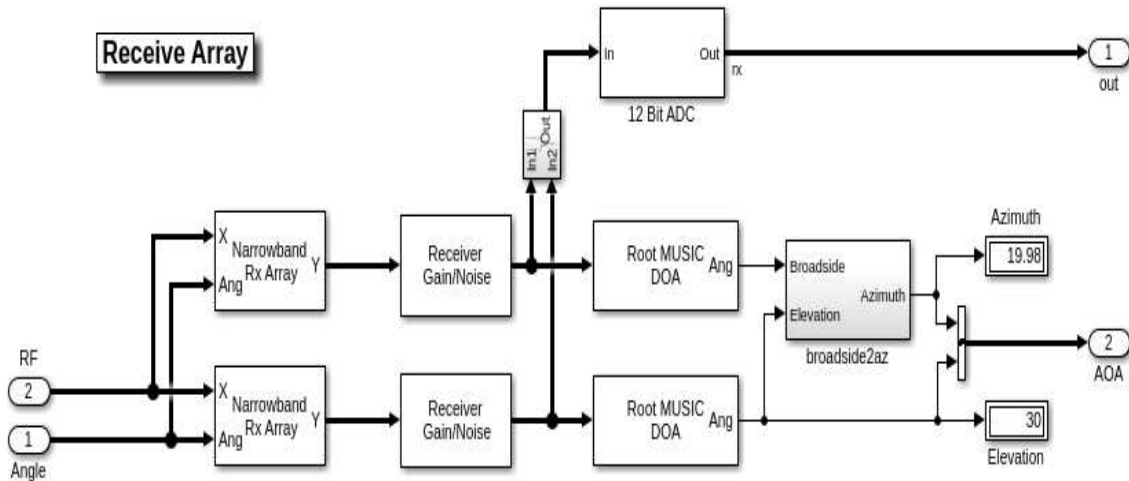 Receive Array
In
Out
rx
12 Bit ADC
1
out
Out
In1
In2
X
Narrowband
Rx Array
Y
Ang
Receiver
Gain/Noise
Root MUSIC
DOA
Ang
Broadside
Elevation
Azimuth
broadside2az
Azimuth
19.98
RF
2
1
Angle
X
Narrowband
Rx Array
Y
Ang
Receiver
Gain/Noise
Root MUSIC
DOA
Ang
2
AOA
30
Elevation